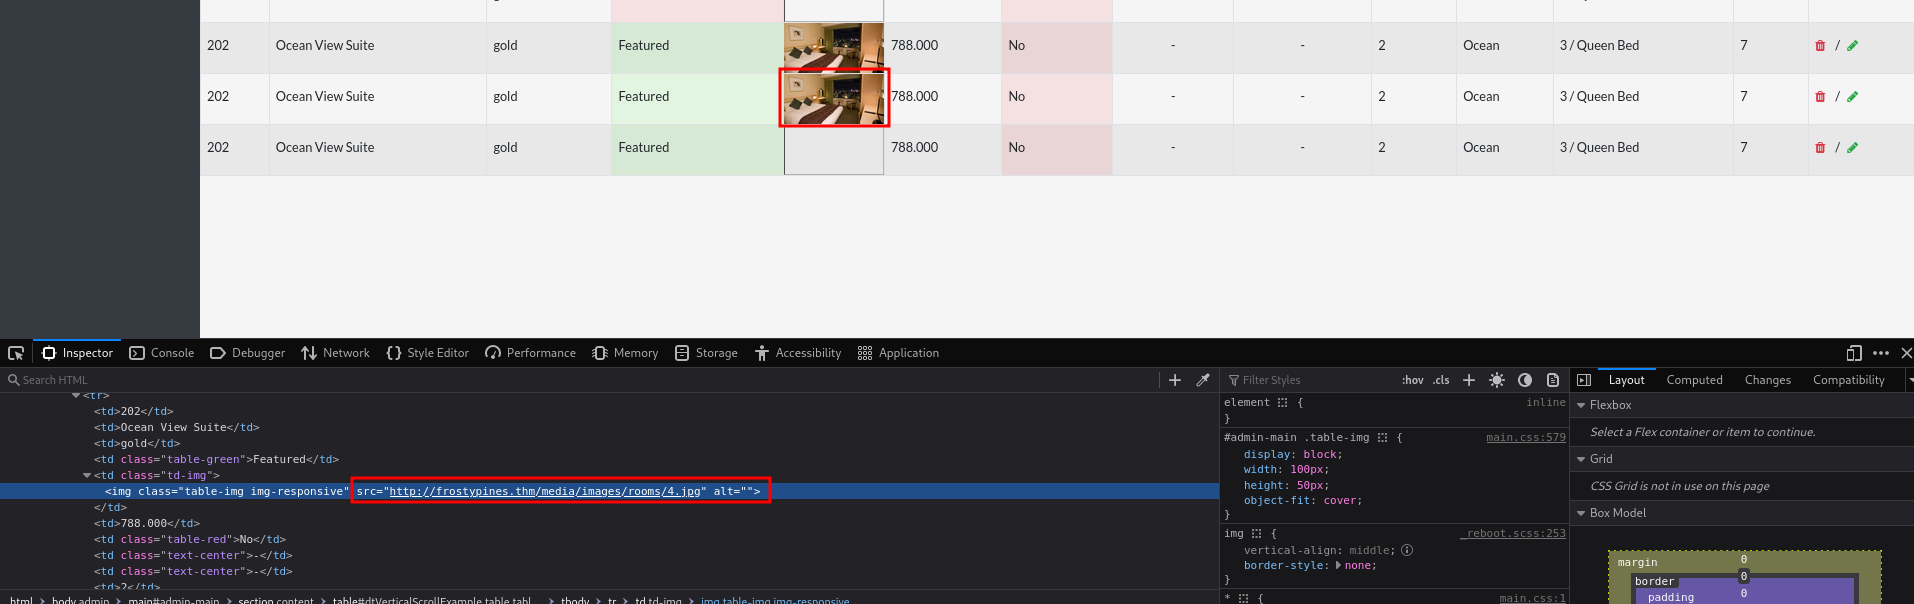 202 Ocean View Suite gold Featured 788.000 No - - 2 Ocean 3 / Queen Bed 7 /
202 Ocean View Suite gold Featured 788.000 No - - 2 Ocean 3 / Queen Bed 7 /
202 Ocean View Suite gold Featured 788.000 No - - 2 Ocean 3 / Queen Bed 7 /
Inspector Console Debugger Network Style Editor Performance Memory Storage Accessibility Application
Search HTML
<tr>
<td>202</td>
<td>Ocean View Suite</td>
<td>gold</td>
<td class="table-green">Featured</td>
<td class="td-img">
<img class="table-img img-responsive" src="http://frostypines.thm/media/images/rooms/4.jpg" alt="">
</td>
<td>788.000</td>
<td class="table-red">No</td>
<td class="text-center">-</td>
<td class="text-center">-</td>
<td>2</td>
html > body.admin > main#admin-main > section.content > table#dtVerticalScrollExample.table.tabl… > tbody > tr > td.td-img > img.table-img.img-responsive
Filter Styles :hov .cls
element { inline
}
#admin-main .table-img { main.css:579
display: block;
width: 100px;
height: 50px;
object-fit: cover;
}
img { _reboot.scss:253
vertical-align: middle;
border-style: none;
}
* { main.css:1
Layout Computed Changes Compatibility
Flexbox
Select a Flex container or item to continue.
Grid
CSS Grid is not in use on this page
Box Model
margin 0
border 0
padding 0